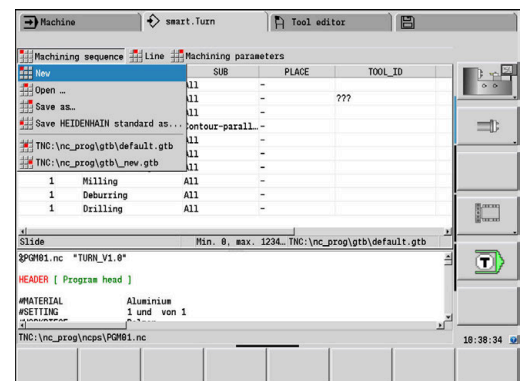 Machine smart.Turn Tool editor
Machining sequence Line Machining parameters
New SUB PLACE TOOL_ID
Open … All -
Save as… All - ???
Save HEIDENHAIN standard as... All -
Contour-parall… -
TNC:\nc_prog\gtb\default.gtb All -
TNC:\nc_prog\gtb\_new.gtb All -
1 Milling All -
1 Deburring All -
1 Drilling All -
Slide Min. 0, max. 1234… TNC:\nc_prog\gtb\default.gtb
%PGM01.nc "TURN_V1.0"
HEADER [ Program head ]
#MATERIAL Aluminium
#SETTING 1 und von 1
TNC:\nc_prog\ncps\PGM01.nc
T
10:38:34